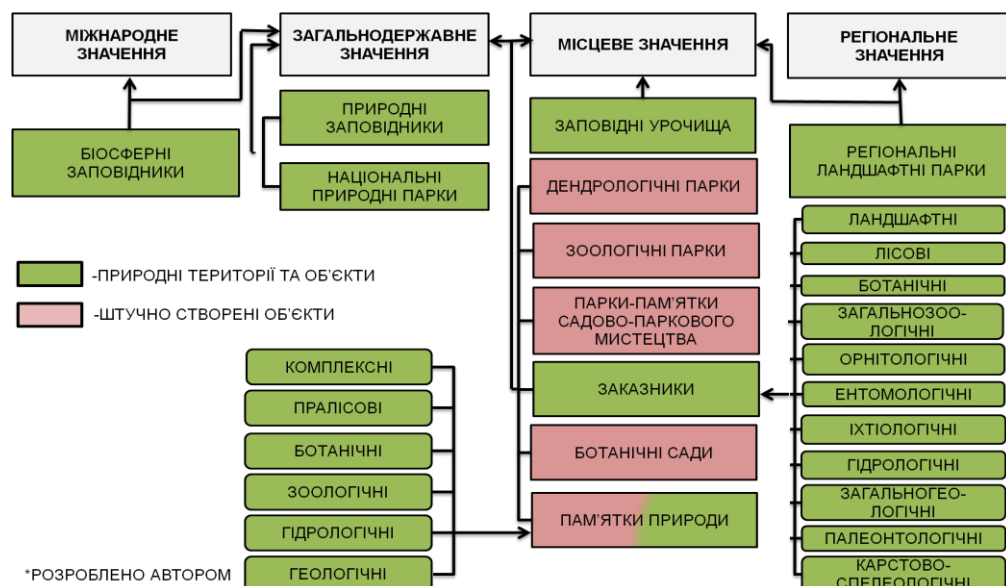 МІЖНАРОДНЕ
ЗНАЧЕННЯ
ЗАГАЛЬНОДЕРЖАВНЕ
ЗНАЧЕННЯ
МІСЦЕВЕ ЗНАЧЕННЯ
РЕГІОНАЛЬНЕ
ЗНАЧЕННЯ
БІОСФЕРНІ
ЗАПОВІДНИКИ
ПРИРОДНІ
ЗАПОВІДНИКИ
НАЦІОНАЛЬНІ
ПРИРОДНІ ПАРКИ
ЗАПОВІДНІ УРОЧИЩА
ДЕНДРОЛОГІЧНІ ПАРКИ
ЗООЛОГІЧНІ ПАРКИ
ПАРКИ-ПАМ'ЯТКИ
САДОВО-ПАРКОВОГО
МИСТЕЦТВА
ЗАКАЗНИКИ
БОТАНІЧНІ САДИ
ПАМ'ЯТКИ ПРИРОДИ
РЕГІОНАЛЬНІ
ЛАНДШАФТНІ ПАРКИ
ЛАНДШАФТНІ
ЛІСОВІ
БОТАНІЧНІ
ЗАГАЛЬНОЗОО-
ЛОГІЧНІ
ОРНІТОЛОГІЧНІ
ЕНТОМОЛОГІЧНІ
ІХТІОЛОГІЧНІ
ГІДРОЛОГІЧНІ
ЗАГАЛЬНОГЕО-
ЛОГІЧНІ
ПАЛЕОНТОЛОГІЧНІ
КАРСТОВО-
СПЕЛЕОЛОГІЧНІ
-ПРИРОДНІ ТЕРИТОРІЇ ТА ОБ'ЄКТИ
-ШТУЧНО СТВОРЕНІ ОБ'ЄКТИ
КОМПЛЕКСНІ
ПРАЛІСОВІ
БОТАНІЧНІ
ЗООЛОГІЧНІ
ГІДРОЛОГІЧНІ
ГЕОЛОГІЧНІ
*РОЗРОБЛЕНО АВТОРОМ